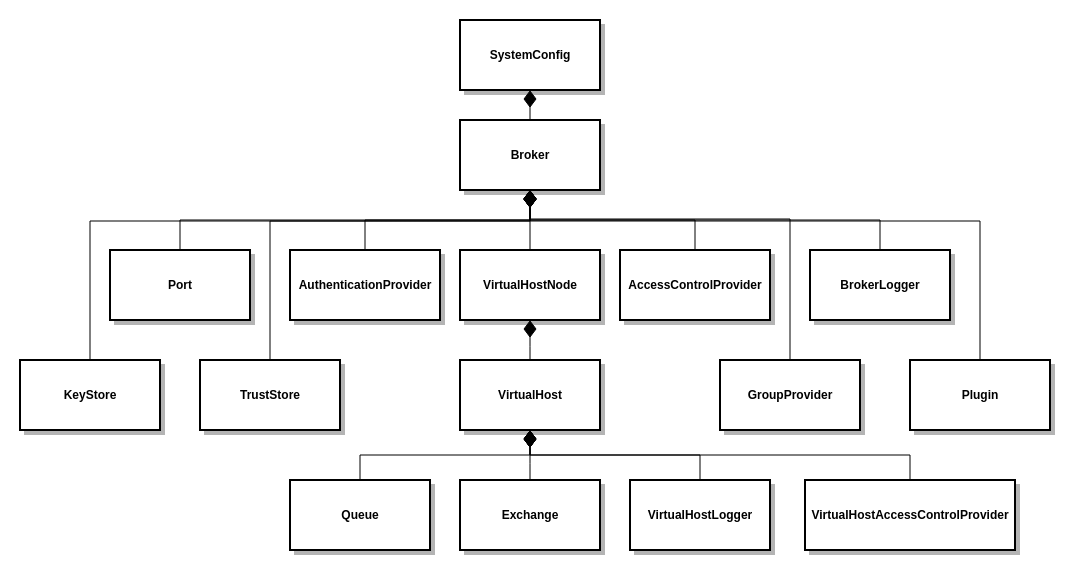 SystemConfig
Broker
Port
AuthenticationProvider
VirtualHostNode
AccessControlProvider
BrokerLogger
KeyStore
TrustStore
VirtualHost
GroupProvider
Plugin
Queue
Exchange
VirtualHostLogger
VirtualHostAccessControlProvider